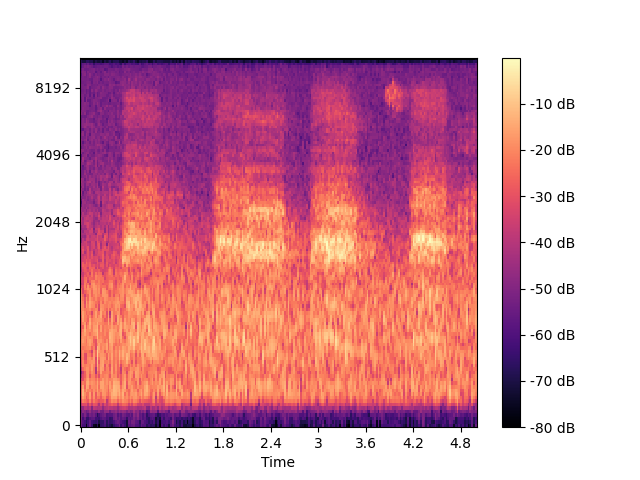 8192
4096
2048
1024
512
0
Hz
0 0.6 1.2 1.8 2.4 3 3.6 4.2 4.8
Time
-10 dB
-20 dB
-30 dB
-40 dB
-50 dB
-60 dB
-70 dB
-80 dB